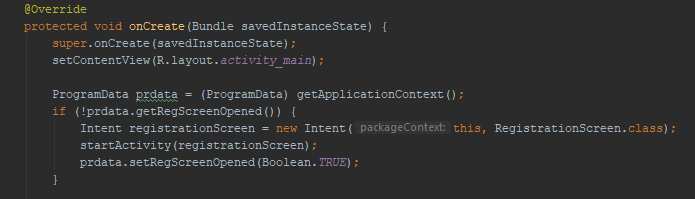 @Override
protected void onCreate(Bundle savedInstanceState) {
super.onCreate(savedInstanceState);
setContentView(R.layout.activity_main);
ProgramData prdata = (ProgramData) getApplicationContext();
if (!prdata.getRegScreenOpened()) {
Intent registrationScreen = new Intent( packageContext: this, RegistrationScreen.class);
startActivity(registrationScreen);
prdata.setRegScreenOpened(Boolean.TRUE);
}